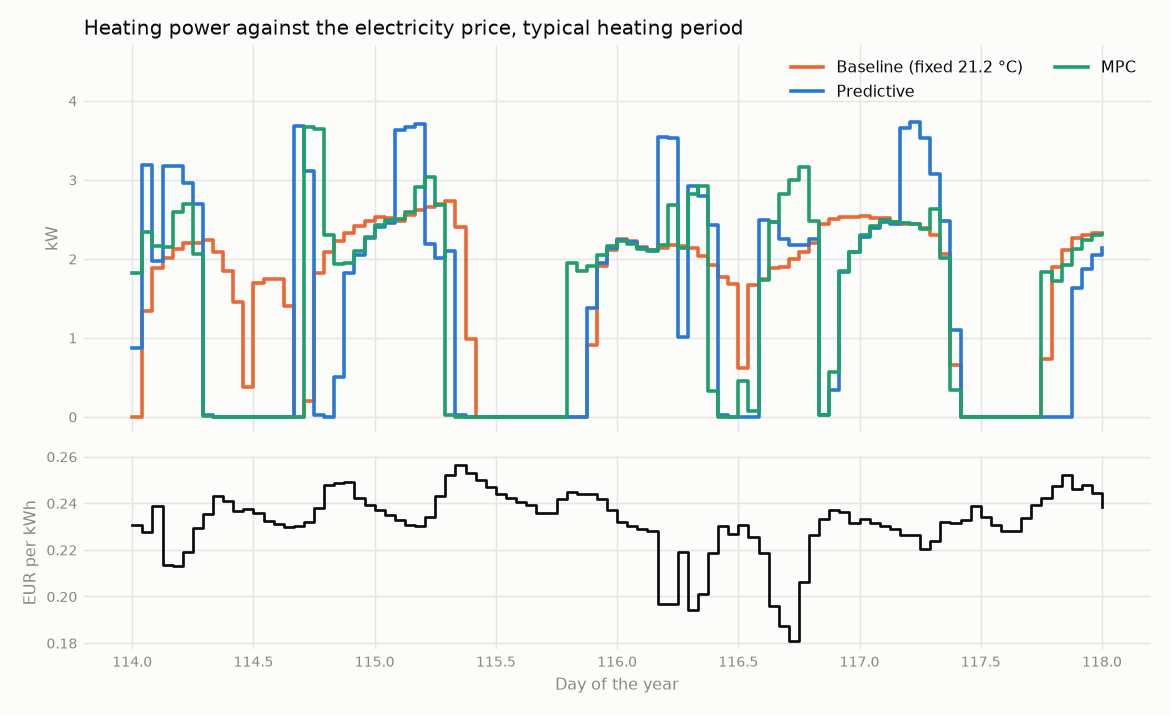 Heating power against the electricity price, typical heating period
Baseline (fixed 21.2 °C)
MPC
Predictive
4
3
2
1
0
kW
0.26
0.24
0.22
0.20
0.18
EUR per kWh
114.0 114.5 115.0 115.5 116.0 116.5 117.0 117.5 118.0
Day of the year